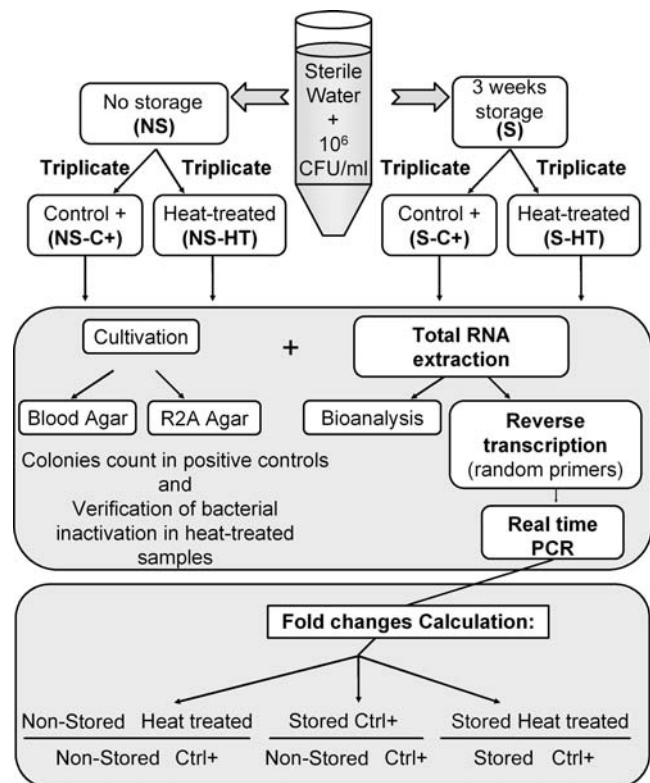 Sterile
Water
+
10⁶
CFU/ml
No storage
(NS)
3 weeks
storage
(S)
Triplicate
Triplicate
Triplicate
Triplicate
Control +
(NS-C+)
Heat-treated
(NS-HT)
Control +
(S-C+)
Heat-treated
(S-HT)
Cultivation
+
Total RNA
extraction
Blood Agar
R2A Agar
Bioanalysis
Reverse
transcription
(random primers)
Colonies count in positive controls
and
Verification of bacterial
inactivation in heat-treated
samples
Real time
PCR
Fold changes Calculation:
Non-Stored Heat treated
Non-Stored Ctrl+
Stored Ctrl+
Non-Stored Ctrl+
Stored Heat treated
Stored Ctrl+